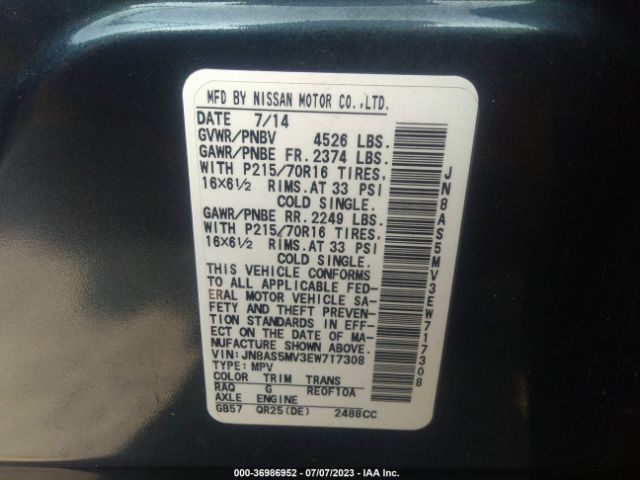 MFD BY NISSAN MOTOR CO.,LTD.
DATE 7/14
GVWR/PNBV 4526 LBS.
GAWR/PNBE FR. 2374 LBS.
WITH P215/70R16 TIRES,
16X6½ RIMS. AT 33 PSI
COLD SINGLE.
GAWR/PNBE RR. 2249 LBS.
WITH P215/70R16 TIRES,
16X6½ RIMS. AT 33 PSI
COLD SINGLE.
THIS VEHICLE CONFORMS
TO ALL APPLICABLE FED-
ERAL MOTOR VEHICLE SA-
FETY AND THEFT PREVEN-
TION STANDARDS IN EFF-
ECT ON THE DATE OF MA-
NUFACTURE SHOWN ABOVE.
VIN: JN8AS5MV3EW717308
TYPE: MPV
COLOR TRIM TRANS
RAQ G RE0F10A
AXLE ENGINE
GB57 QR25(DE) 2488CC
JN8AS5MV3EW717308
000-36986952 - 07/07/2023 - IAA Inc.